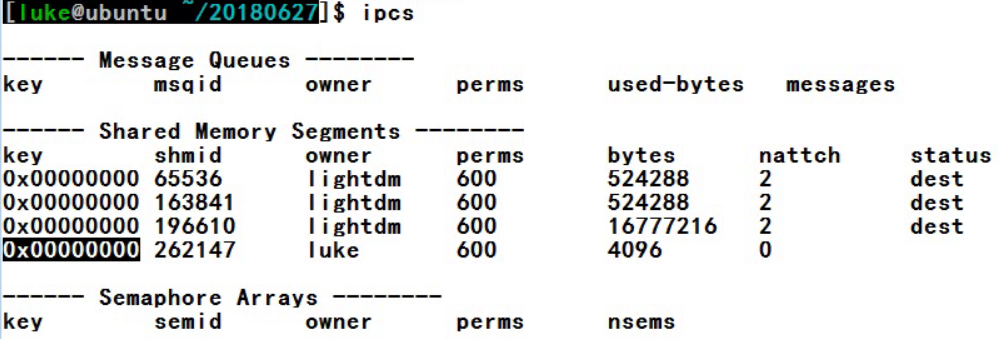 [luke@ubuntu ~/20180627]$ ipcs
------ Message Queues --------
key msqid owner perms used-bytes messages
------ Shared Memory Segments --------
key shmid owner perms bytes nattch status
0x00000000 65536 lightdm 600 524288 2 dest
0x00000000 163841 lightdm 600 524288 2 dest
0x00000000 196610 lightdm 600 16777216 2 dest
0x00000000 262147 luke 600 4096 0
------ Semaphore Arrays --------
key semid owner perms nsems